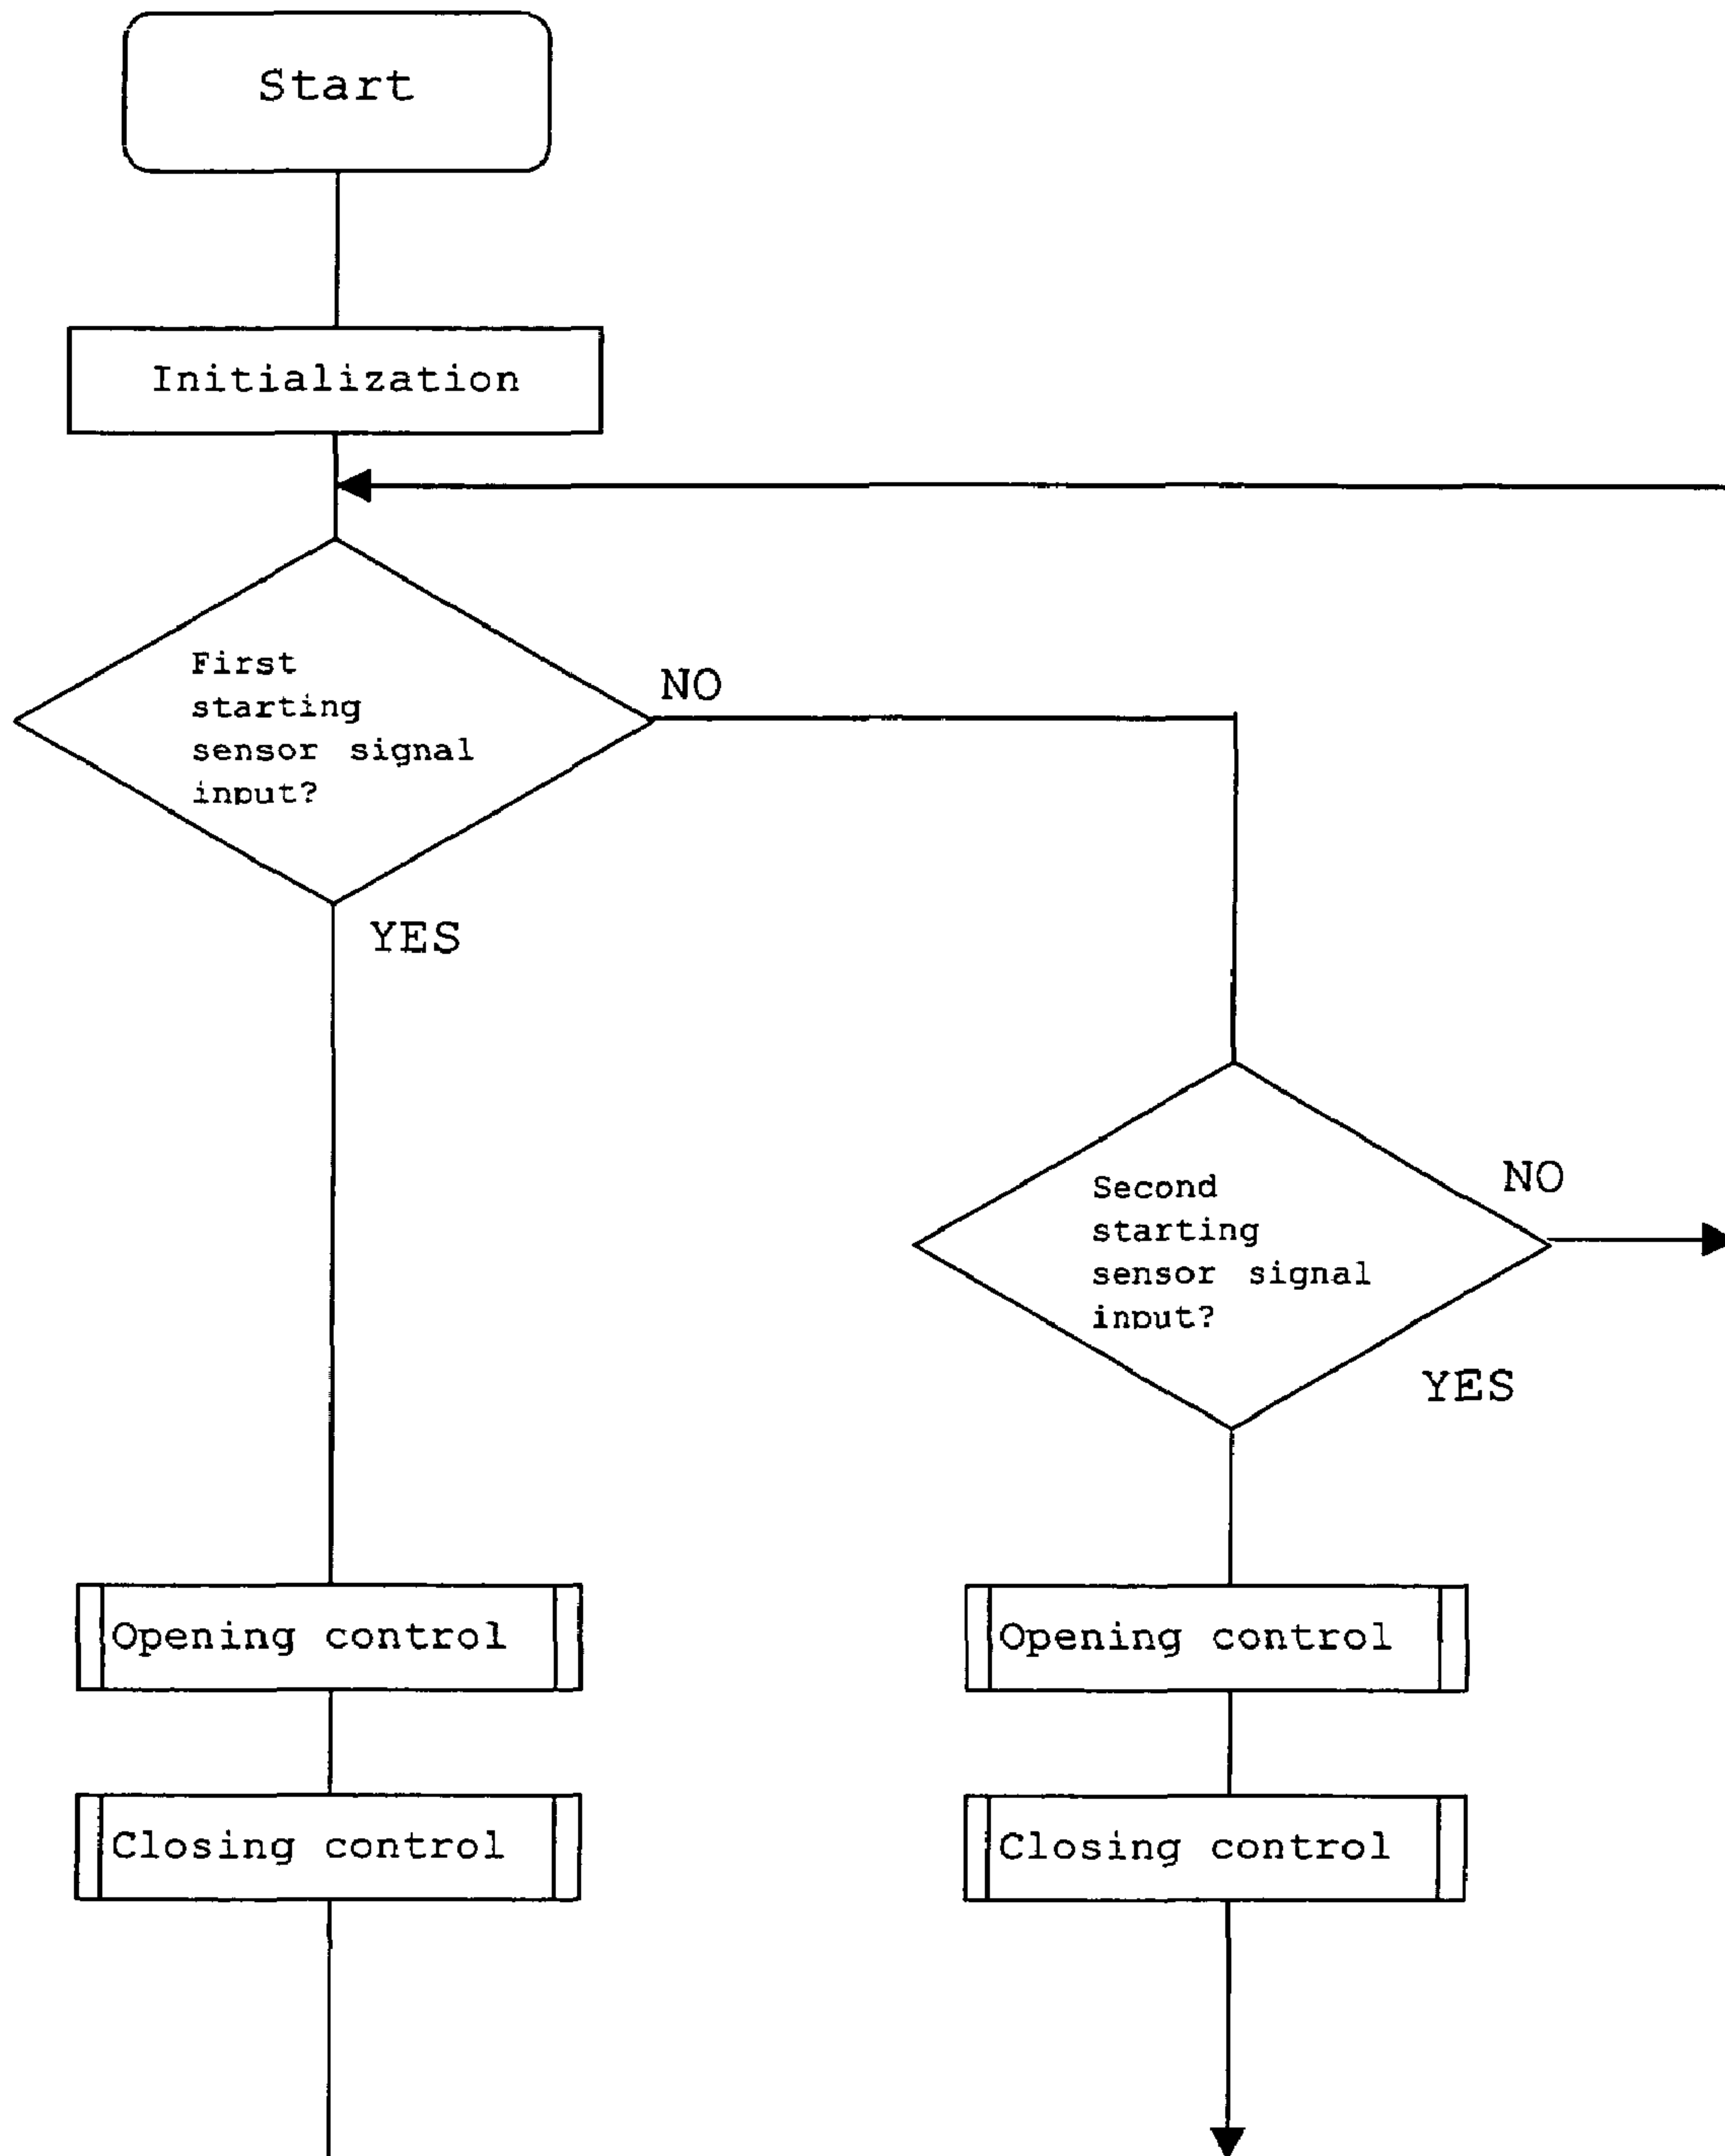 Start
Initialization
First
starting
sensor signal
input?
NO
YES
Second
starting
sensor signal
input?
NO
YES
Opening control
Opening control
Closing control
Closing control